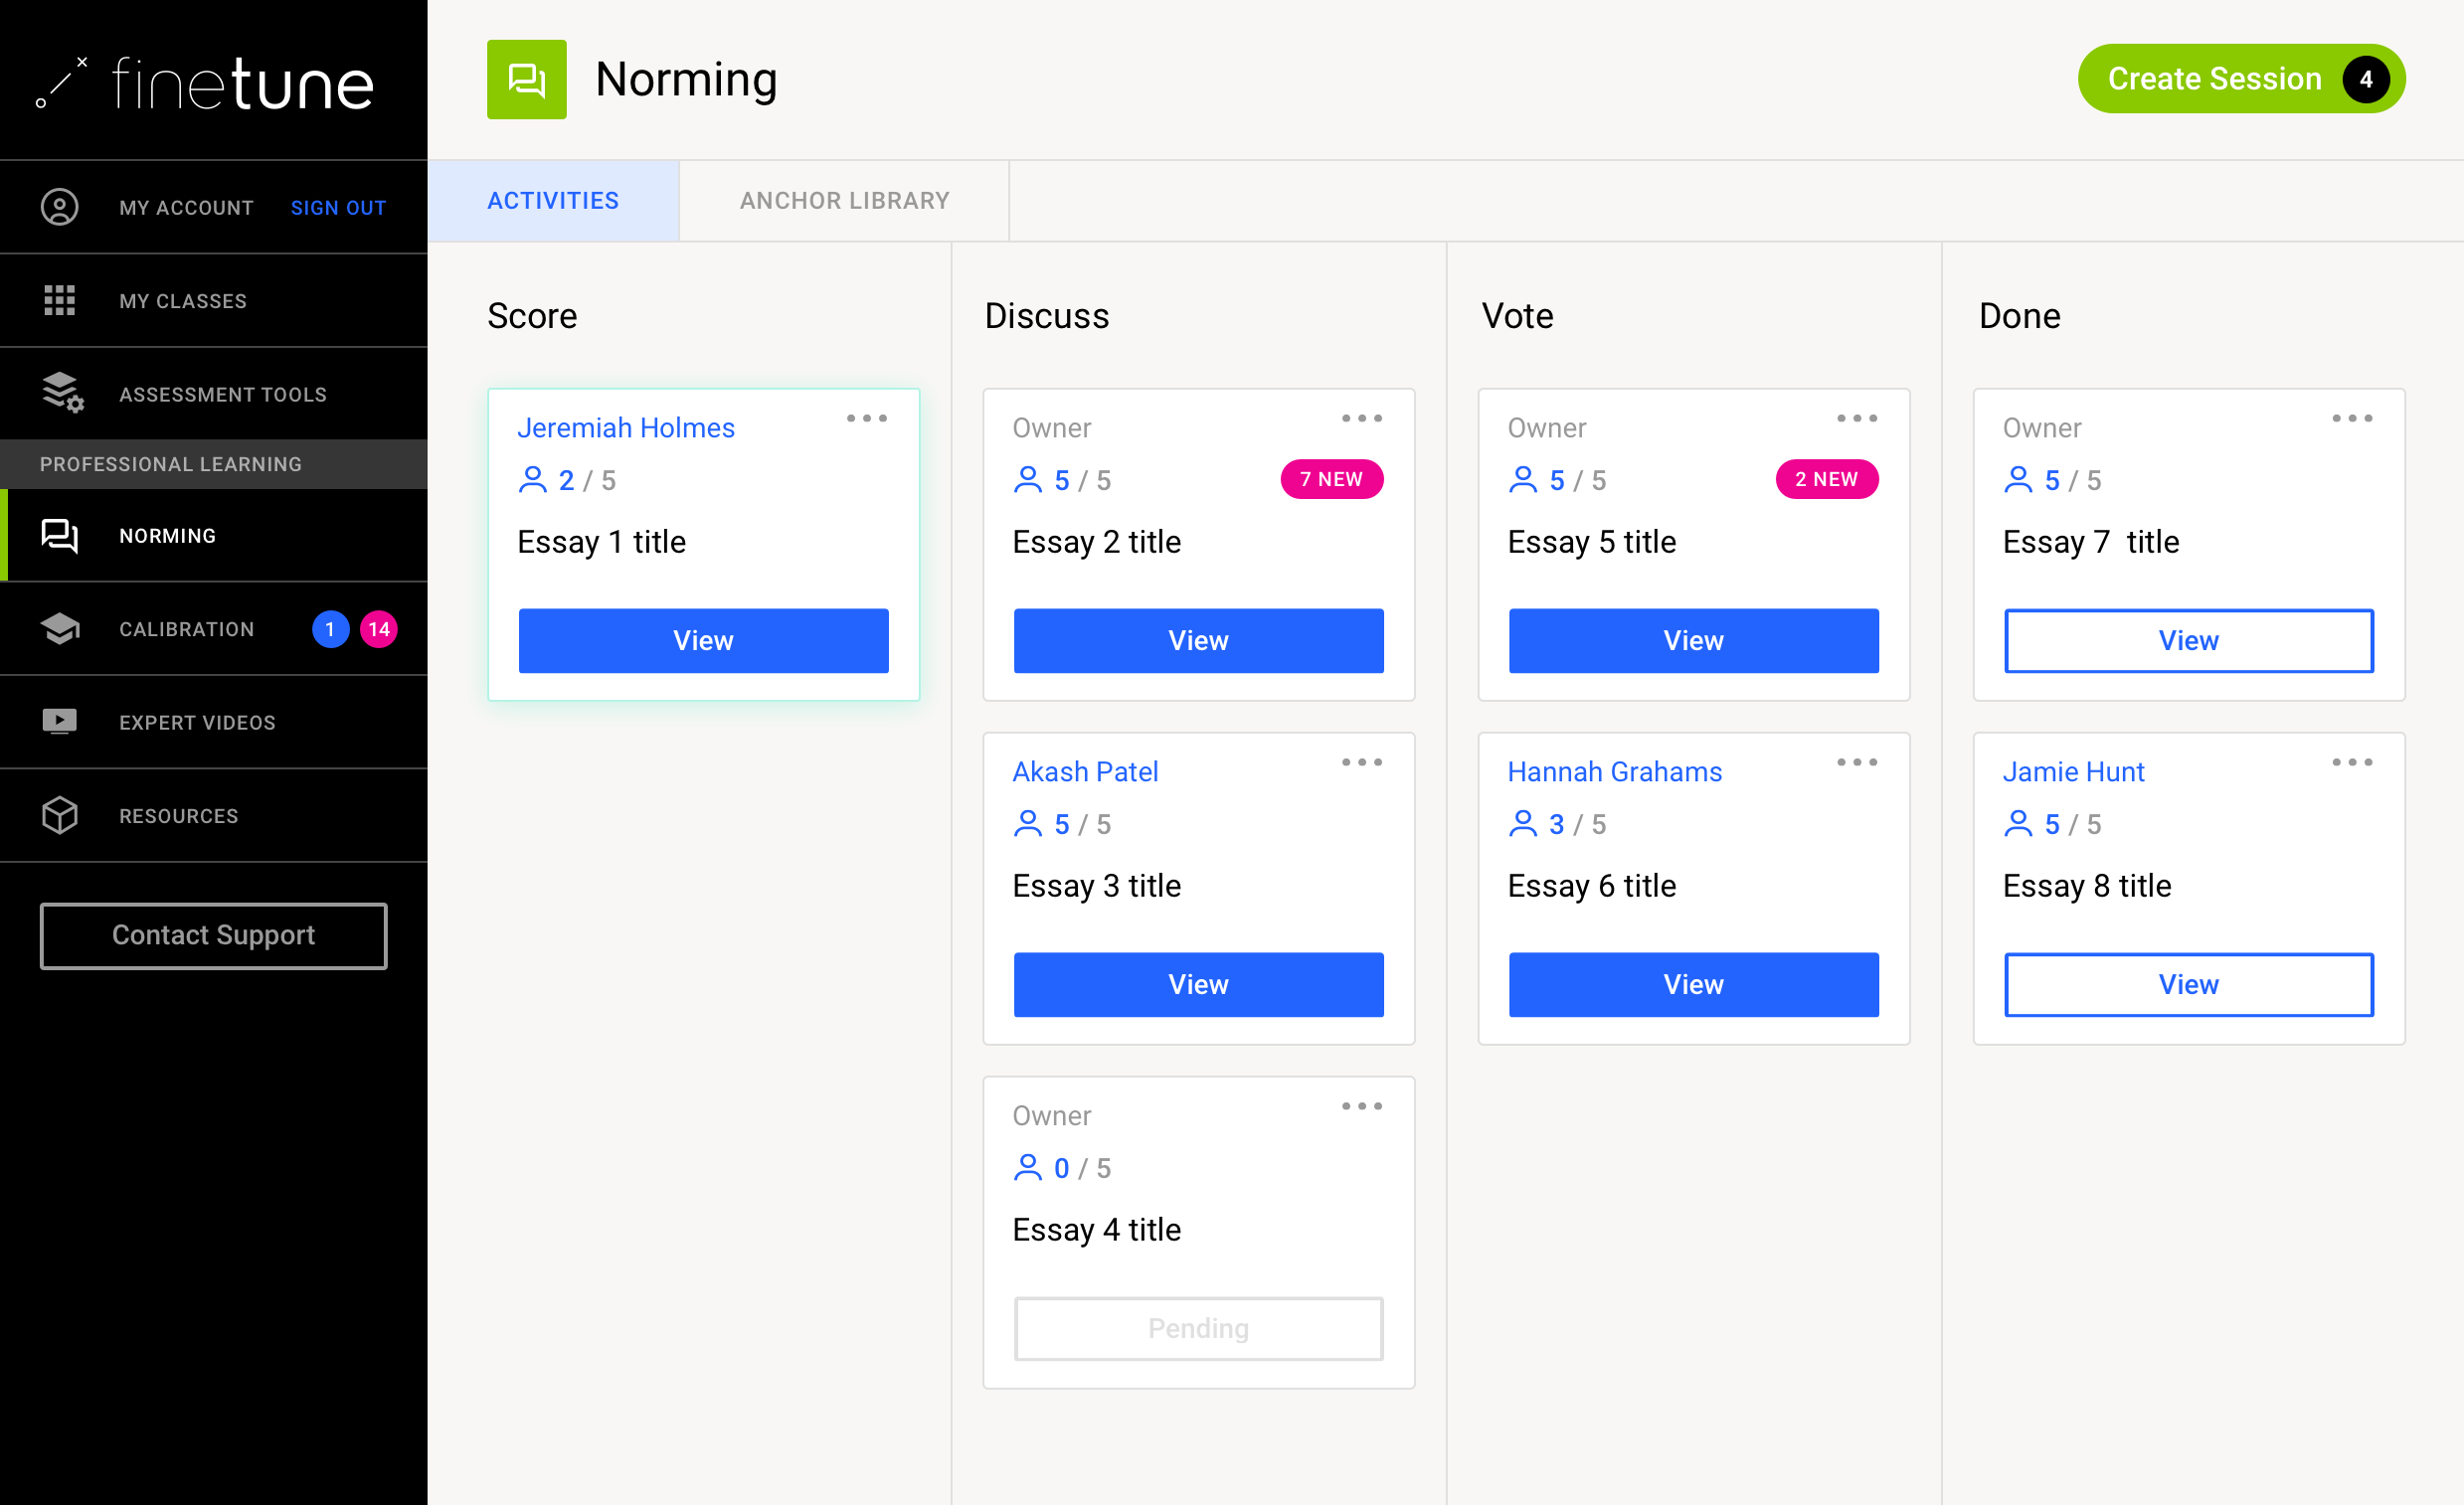 finetune
MY ACCOUNT SIGN OUT
MY CLASSES
ASSESSMENT TOOLS
PROFESSIONAL LEARNING
NORMING
CALIBRATION 1 14
EXPERT VIDEOS
RESOURCES
Contact Support
Norming
Create Session 4
ACTIVITIES ANCHOR LIBRARY
Score
Jeremiah Holmes
2 / 5
Essay 1 title
View
Discuss
Owner
5 / 5 7 NEW
Essay 2 title
View
Akash Patel
5 / 5
Essay 3 title
View
Owner
0 / 5
Essay 4 title
Pending
Vote
Owner
5 / 5 2 NEW
Essay 5 title
View
Hannah Grahams
3 / 5
Essay 6 title
View
Done
Owner
5 / 5
Essay 7 title
View
Jamie Hunt
5 / 5
Essay 8 title
View